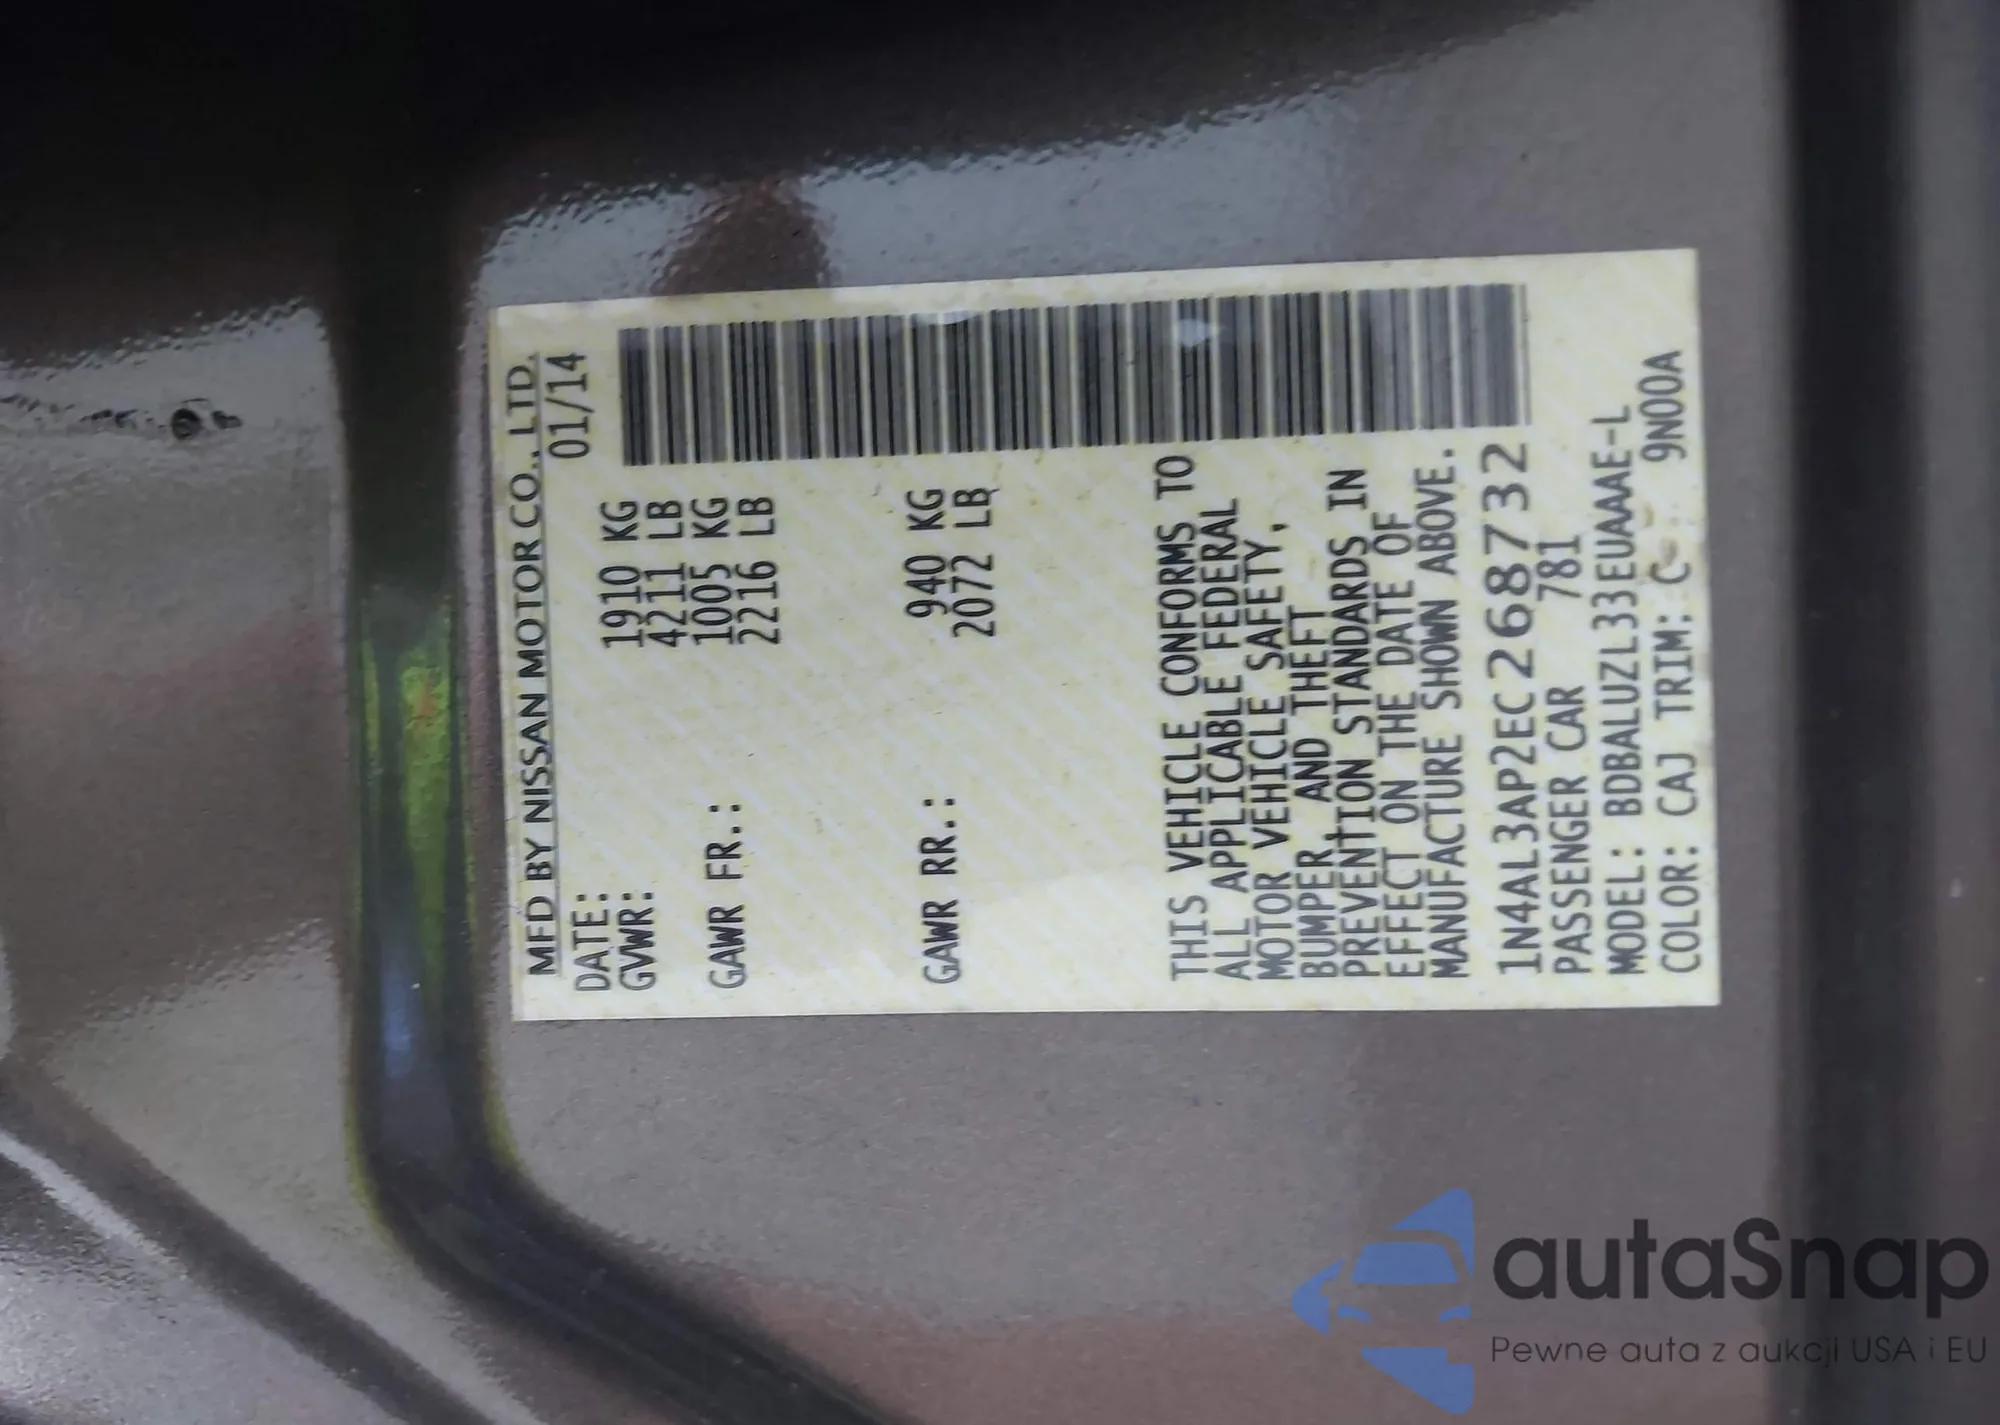 MFD BY NISSAN MOTOR CO., LTD.
DATE: 01/14
GVWR: 1910 KG
4211 LB
GAWR FR.: 1005 KG
2216 LB
GAWR RR.: 940 KG
2072 LB
THIS VEHICLE CONFORMS TO
ALL APPLICABLE FEDERAL
MOTOR VEHICLE SAFETY,
BUMPER, AND THEFT
PREVENTION STANDARDS IN
EFFECT ON THE DATE OF
MANUFACTURE SHOWN ABOVE.
1N4AL3AP2EC268732
PASSENGER CAR 781
MODEL: BDBALUZL33EUAAAE-L
COLOR: CAJ TRIM: C 9N00A
autaSnap
Pewne auta z aukcji USA i EU